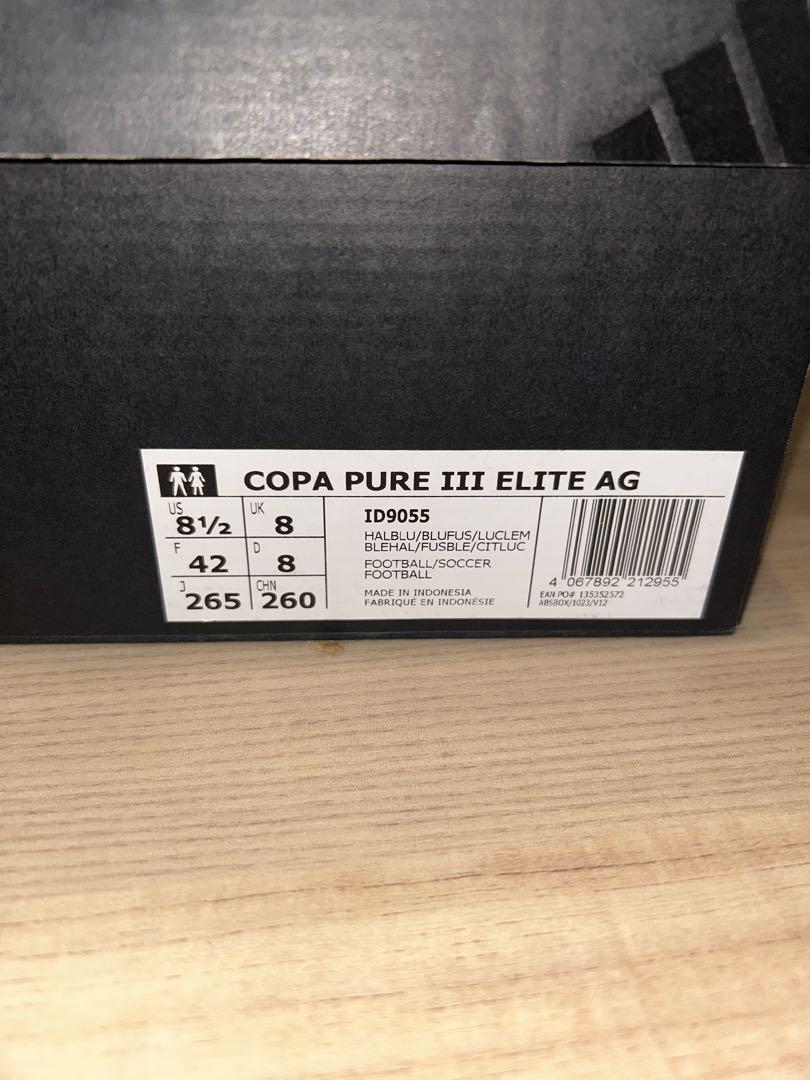 COPA PURE III ELITE AG
US 8½ UK 8
F 42 D 8
J 265 CHN 260
ID9055
HALBLU/BLUFUS/LUCLEM
BLEHAL/FUSBLE/CITLUC
FOOTBALL/SOCCER
FOOTBALL
MADE IN INDONESIA
FABRIQUÉ EN INDONÉSIE
4 067892 212955
EAN PO# 135352572
ABSBOX/1023/V12